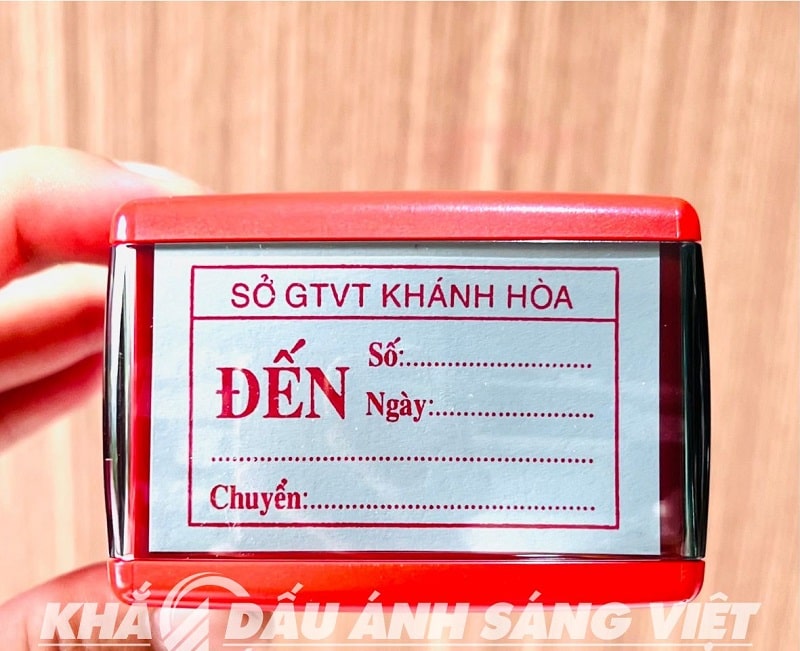 SỞ GTVT KHÁNH HÒA
ĐẾN
Số:..............................
Ngày:..........................
................................................................
Chuyển:................................................
KHẮC DẤU ÁNH SÁNG VIỆT